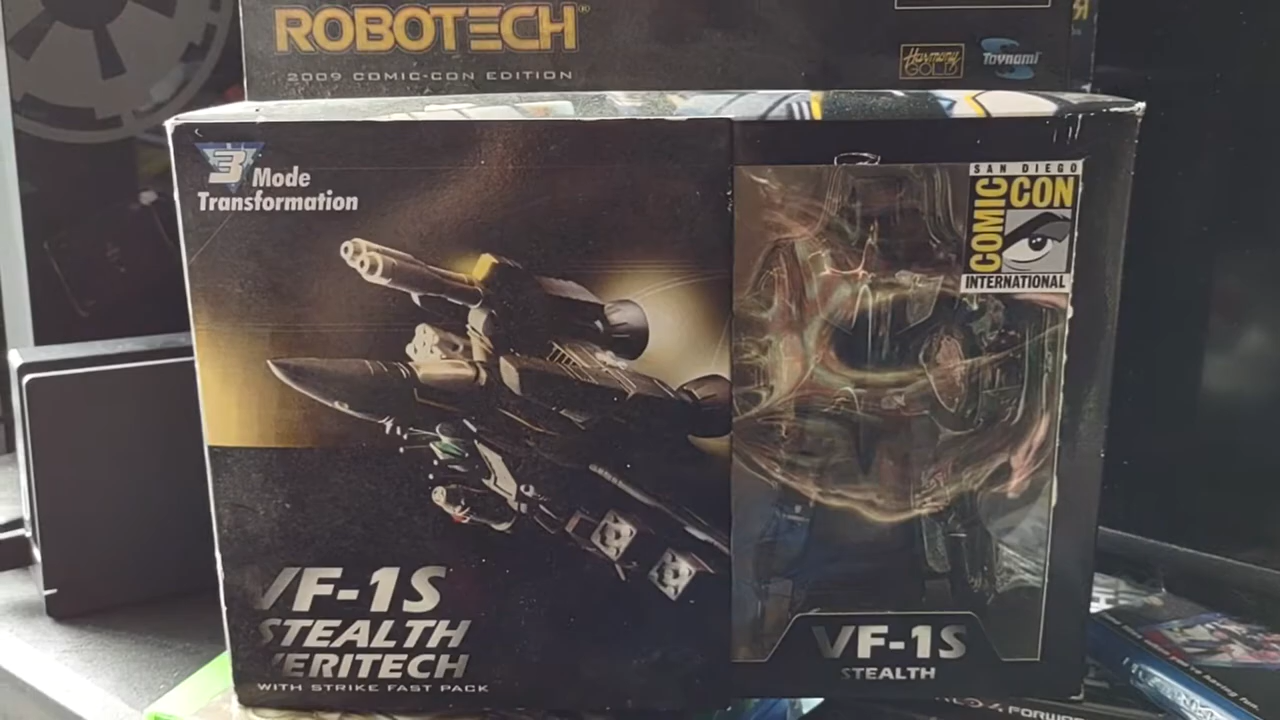 ROBOTECH®
2009 COMIC-CON EDITION
Harmony
GOLD
Toynami
3 Mode
Transformation
SAN DIEGO
COMIC CON
INTERNATIONAL
VF-1S
STEALTH
VERITECH
WITH STRIKE FAST PACK
VF-1S
STEALTH